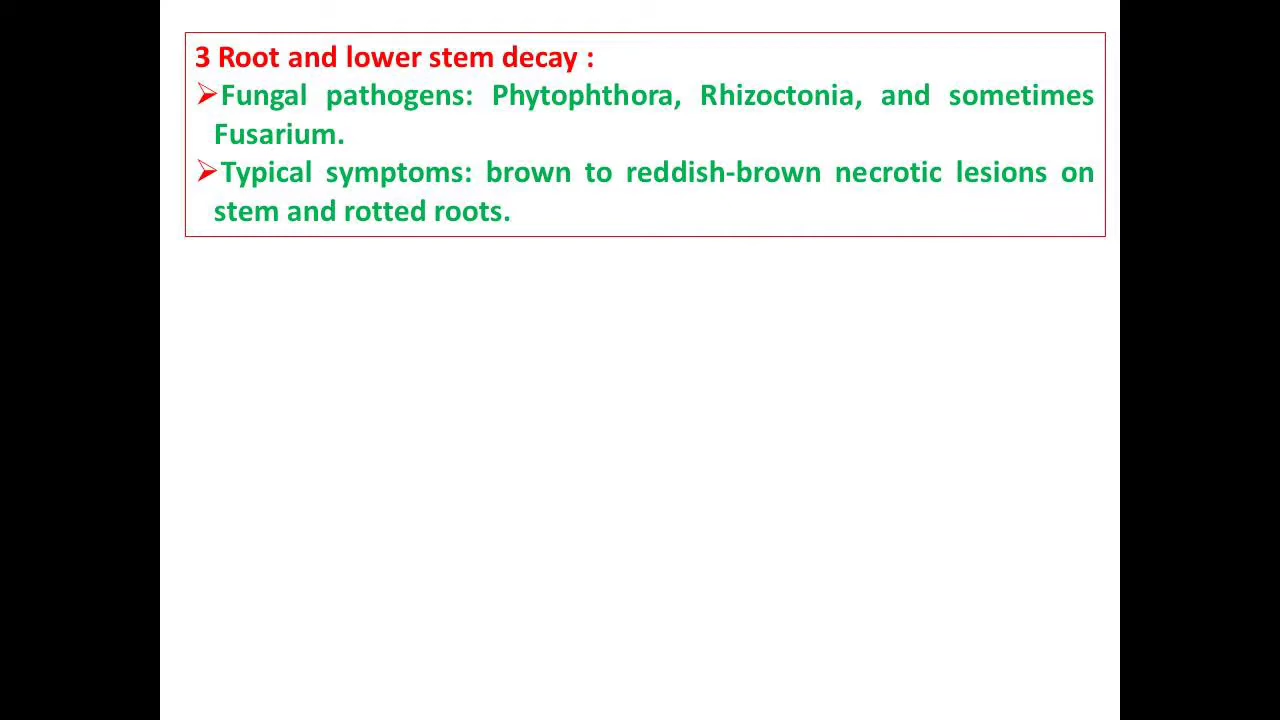 3 Root and lower stem decay :
➢Fungal pathogens: Phytophthora, Rhizoctonia, and sometimes
Fusarium.
➢Typical symptoms: brown to reddish-brown necrotic lesions on
stem and rotted roots.